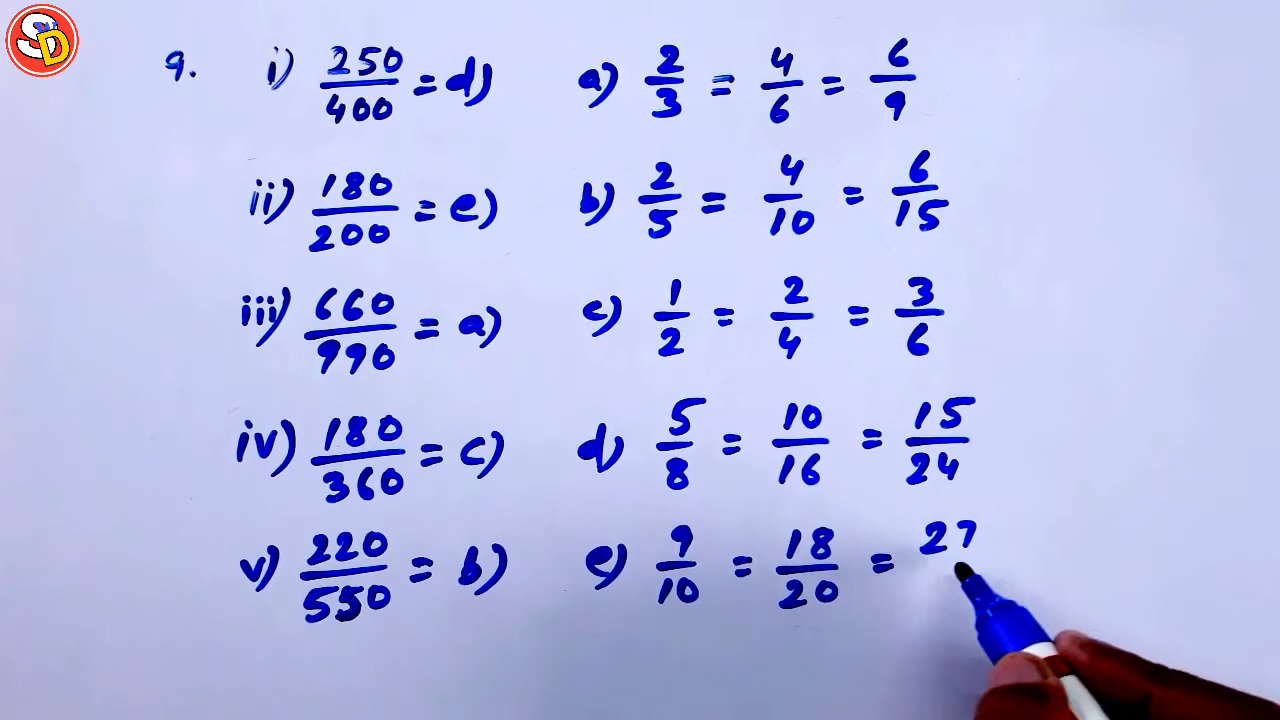 SD
9. i) 250/400 = d) a) 2/3 = 4/6 = 6/9
ii) 180/200 = e) b) 2/5 = 4/10 = 6/15
iii) 660/990 = a) c) 1/2 = 2/4 = 3/6
iv) 180/360 = c) d) 5/8 = 10/16 = 15/24
v) 220/550 = b) e) 9/10 = 18/20 = 27